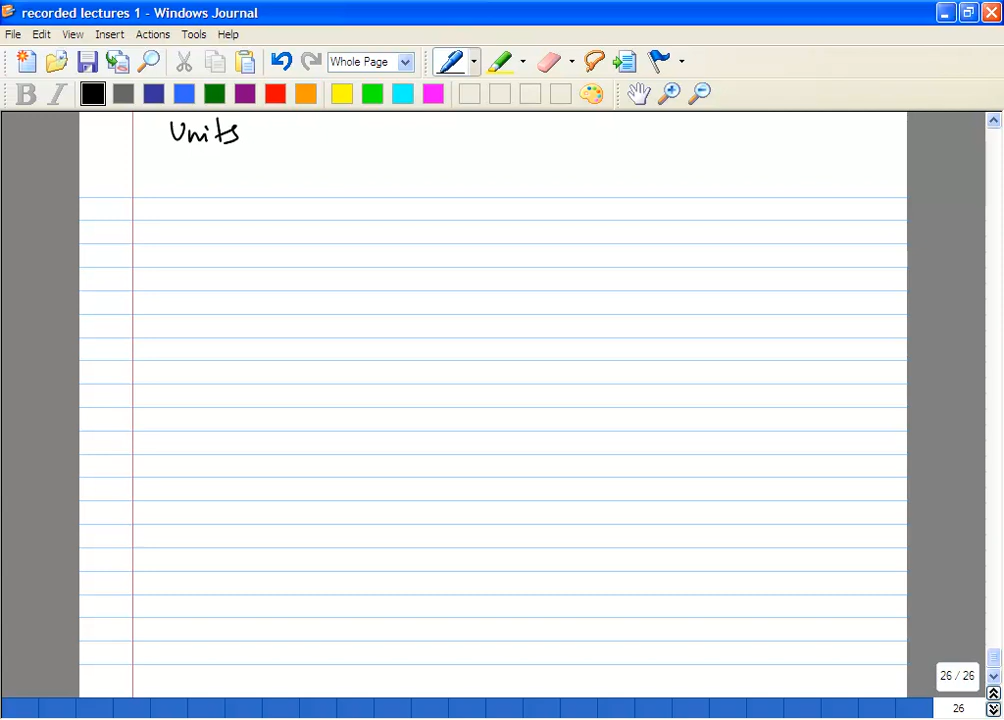 recorded lectures 1 - Windows Journal
File Edit View Insert Actions Tools Help
Whole Page
B I
Units
26 / 26
26